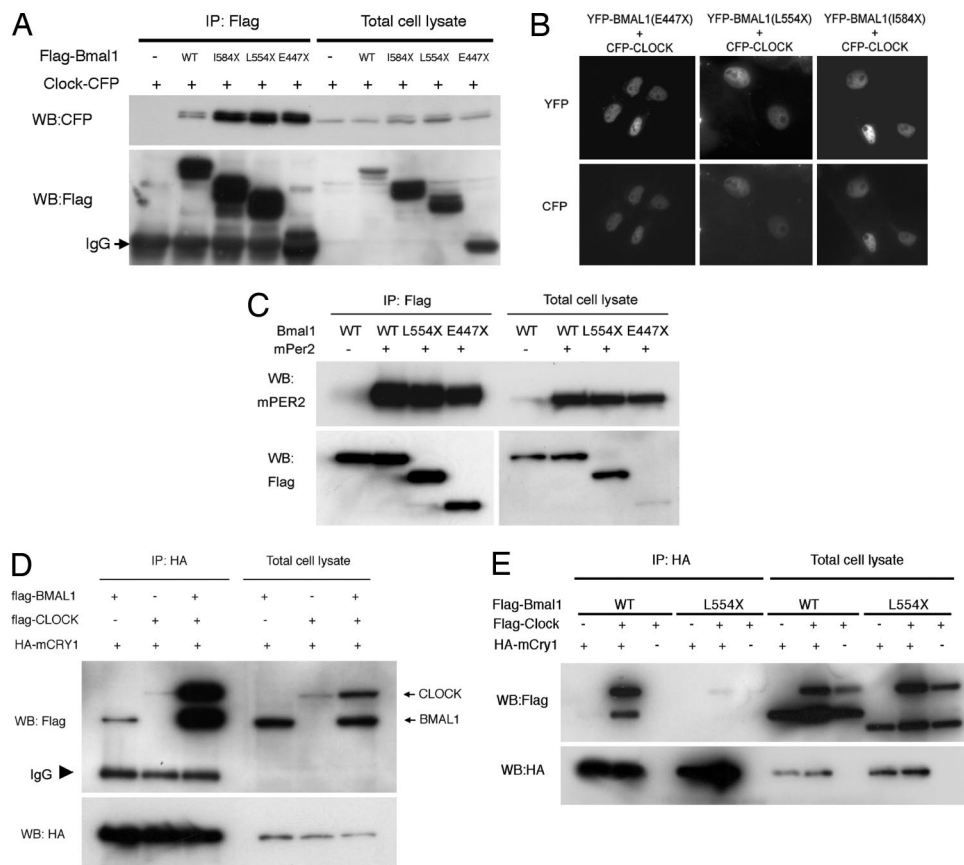 A
IP: Flag Total cell lysate
Flag-Bmal1 - WT I584X L554X E447X - WT I584X L554X E447X
Clock-CFP + + + + + + + + + +
WB:CFP
WB:Flag
IgG
B
YFP-BMAL1(E447X) YFP-BMAL1(L554X) YFP-BMAL1(I584X)
+ + +
CFP-CLOCK CFP-CLOCK CFP-CLOCK
YFP
CFP
C
IP: Flag Total cell lysate
Bmal1 WT WT L554X E447X WT WT L554X E447X
mPer2 - + + + - + + +
WB:
mPER2
WB:
Flag
D
IP: HA Total cell lysate
flag-BMAL1 + - + + - +
flag-CLOCK - + + - + +
HA-mCRY1 + + + + + +
CLOCK
WB: Flag BMAL1
IgG
WB: HA
E
IP: HA Total cell lysate
Flag-Bmal1 WT L554X WT L554X
Flag-Clock - + + - + + - + + - + +
HA-mCry1 + + - + + - + + - + + -
WB:Flag
WB:HA